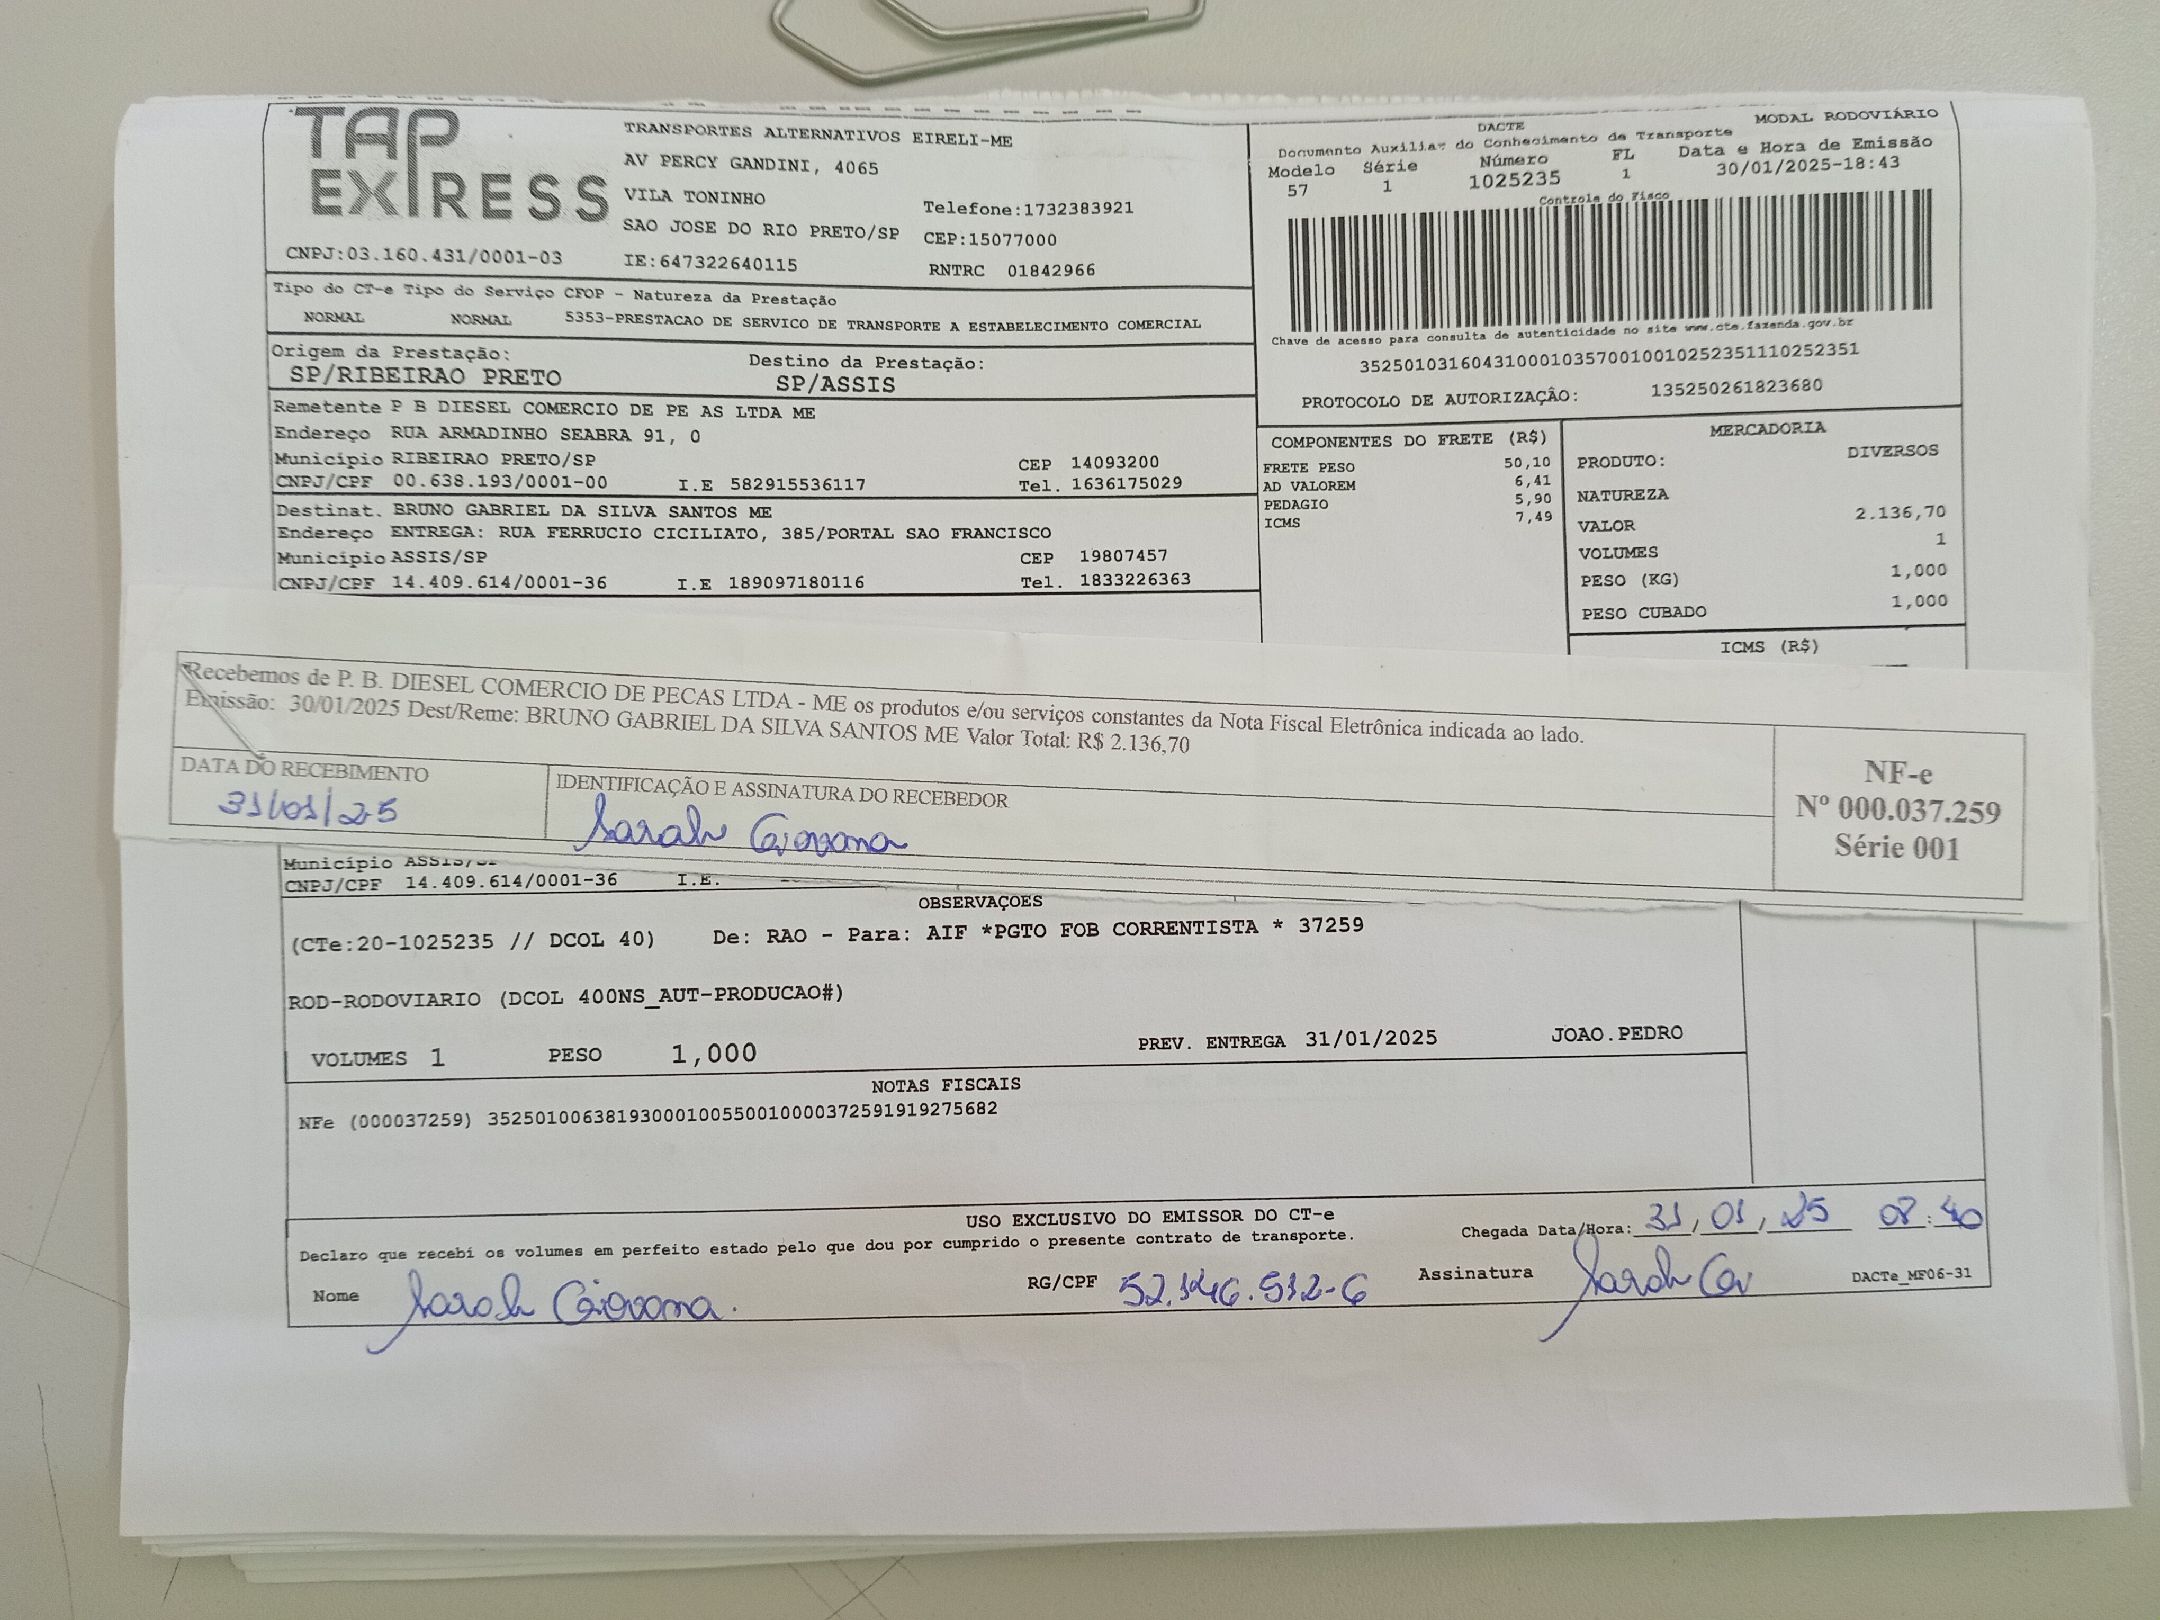 TAP EXPRESS
TRANSPORTES ALTERNATIVOS EIRELI-ME
AV PERCY GANDINI, 4065
VILA TONINHO
Telefone:1732383921
SAO JOSE DO RIO PRETO/SP CEP:15077000
CNPJ:03.160.431/0001-03 IE:647322640115 RNTRC 01842966
DACTE MODAL RODOVIÁRIO
Documento Auxiliar do Conhecimento de Transporte
Modelo Série Número FL Data e Hora de Emissão
57 1 1025235 1 30/01/2025-18:43
Controle do Fisco
Chave de acesso para consulta de autenticidade no site www.cte.fazenda.gov.br
35250103160431000103570010010252351110252351
PROTOCOLO DE AUTORIZAÇÂO: 135250261823680
Tipo do CT-e Tipo do Serviço CFOP - Natureza da Prestação
NORMAL NORMAL 5353-PRESTACAO DE SERVICO DE TRANSPORTE A ESTABELECIMENTO COMERCIAL
Origem da Prestação: Destino da Prestação:
SP/RIBEIRAO PRETO SP/ASSIS
Remetente P B DIESEL COMERCIO DE PE AS LTDA ME
Endereço RUA ARMADINHO SEABRA 91, 0
Município RIBEIRAO PRETO/SP CEP 14093200
CNPJ/CPF 00.638.193/0001-00 I.E 582915536117 Tel. 1636175029
Destinat. BRUNO GABRIEL DA SILVA SANTOS ME
Endereço ENTREGA: RUA FERRUCIO CICILIATO, 385/PORTAL SAO FRANCISCO
Município ASSIS/SP CEP 19807457
CNPJ/CPF 14.409.614/0001-36 I.E 189097180116 Tel. 1833226363
COMPONENTES DO FRETE (R$)
FRETE PESO 50,10
AD VALOREM 6,41
PEDAGIO 5,90
ICMS 7,49
MERCADORIA
PRODUTO: DIVERSOS
NATUREZA
VALOR 2.136,70
VOLUMES 1
PESO (KG) 1,000
PESO CUBADO 1,000
ICMS (R$)
Recebemos de P. B. DIESEL COMERCIO DE PECAS LTDA - ME os produtos e/ou serviços constantes da Nota Fiscal Eletrônica indicada ao lado.
Emissão: 30/01/2025 Dest/Reme: BRUNO GABRIEL DA SILVA SANTOS ME Valor Total: R$ 2.136,70
DATA DO RECEBIMENTO IDENTIFICAÇÃO E ASSINATURA DO RECEBEDOR
31/01/25 Sarah Giovana
NF-e
Nº 000.037.259
Série 001
Município ASSIS/
CNPJ/CPF 14.409.614/0001-36 I.E.
OBSERVAÇOES
(CTe:20-1025235 // DCOL 40) De: RAO - Para: AIF *PGTO FOB CORRENTISTA * 37259
ROD-RODOVIARIO (DCOL 400NS_AUT-PRODUCAO#)
VOLUMES 1 PESO 1,000 PREV. ENTREGA 31/01/2025 JOAO.PEDRO
NOTAS FISCAIS
NFe (000037259) 35250100638193000100550010000372591919275682
USO EXCLUSIVO DO EMISSOR DO CT-e
Declaro que recebi os volumes em perfeito estado pelo que dou por cumprido o presente contrato de transporte.
Chegada Data/Hora: 31/01/25 08:40
Nome Sarah Giovana. RG/CPF 52.146.512-6 Assinatura Sarah Gv DACTe_MF06-31